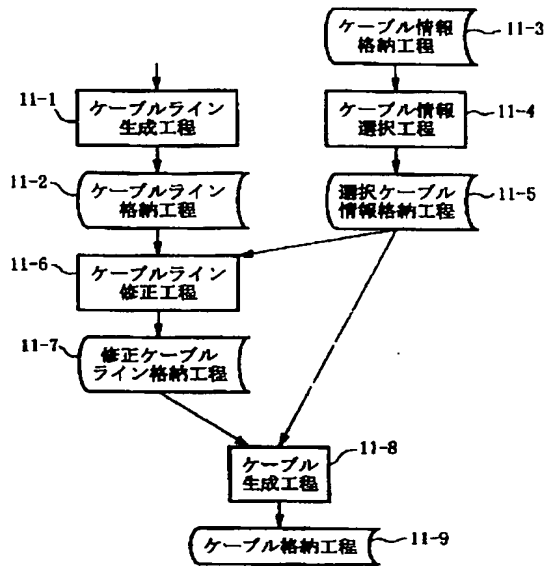 ケーブル情報
格納工程
11-3
11-1
ケーブルライン
生成工程
ケーブル情報
選択工程
11-4
11-2
ケーブルライン
格納工程
選択ケーブル
情報格納工程
11-5
11-6
ケーブルライン
修正工程
11-7
修正ケーブル
ライン格納工程
ケーブル
生成工程
11-8
ケーブル格納工程
11-9